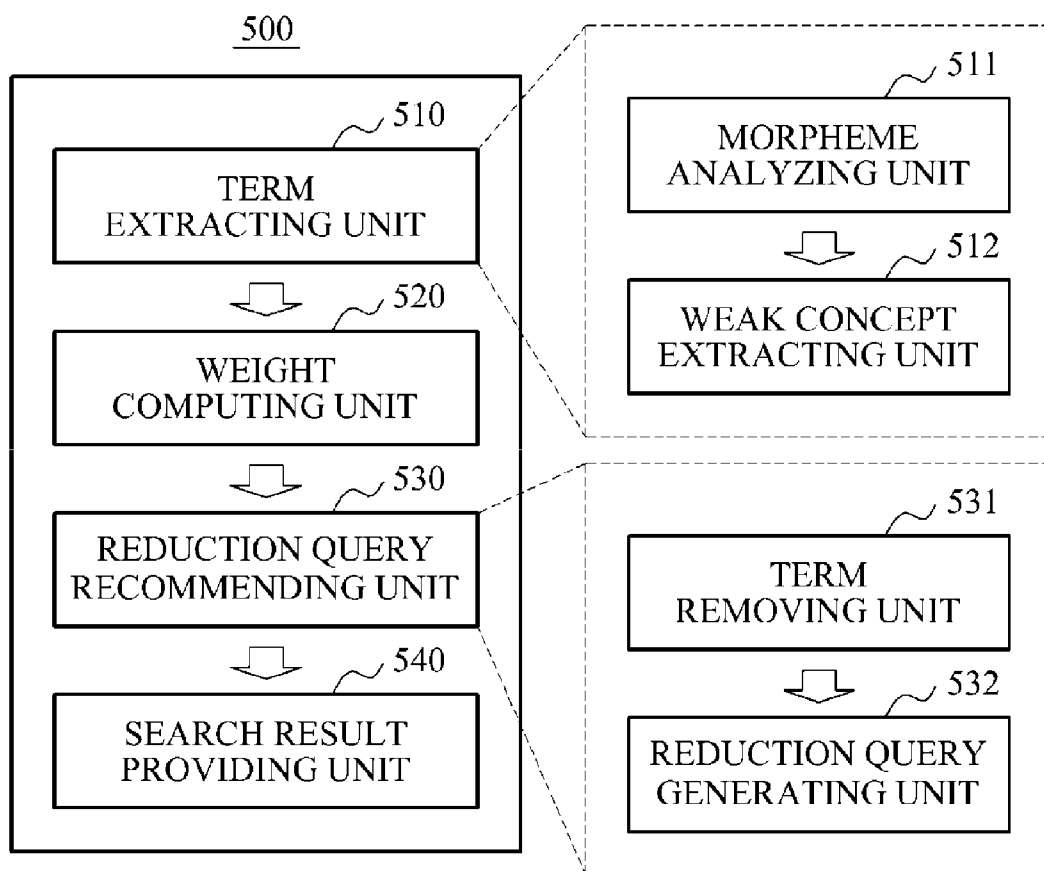 500
510
TERM
EXTRACTING UNIT
520
WEIGHT
COMPUTING UNIT
530
REDUCTION QUERY
RECOMMENDING UNIT
540
SEARCH RESULT
PROVIDING UNIT
511
MORPHEME
ANALYZING UNIT
512
WEAK CONCEPT
EXTRACTING UNIT
531
TERM
REMOVING UNIT
532
REDUCTION QUERY
GENERATING UNIT